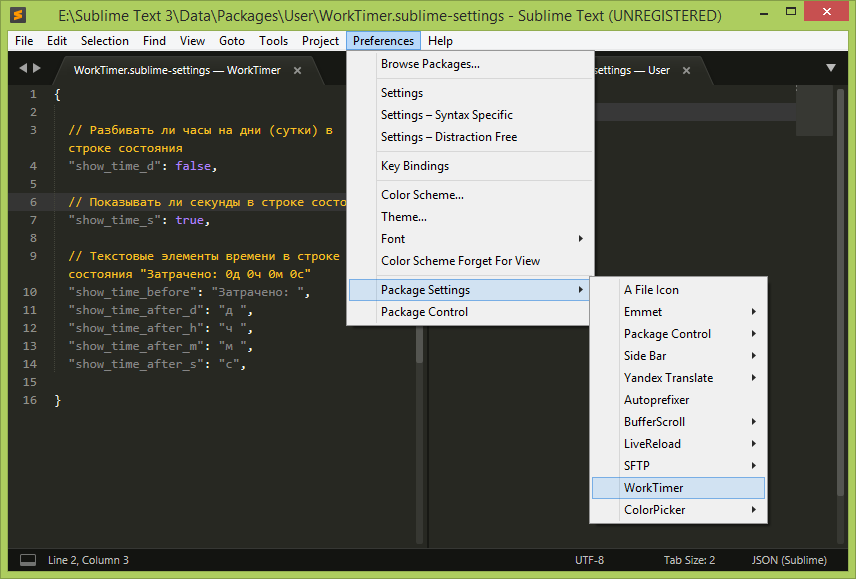 E:\Sublime Text 3\Data\Packages\User\WorkTimer.sublime-settings - Sublime Text (UNREGISTERED)
File Edit Selection Find View Goto Tools Project Preferences Help
WorkTimer.sublime-settings — WorkTimer
settings — User
1 {
2
3 // Разбивать ли часы на дни (сутки) в
строке состояния
4 "show_time_d": false,
5
6 // Показывать ли секунды в строке состо
7 "show_time_s": true,
8
9 // Текстовые элементы времени в строке
состояния "Затрачено: 0д 0ч 0м 0с"
10 "show_time_before": "Затрачено: ",
11 "show_time_after_d": "д ",
12 "show_time_after_h": "ч ",
13 "show_time_after_m": "м ",
14 "show_time_after_s": "с",
15
16 }
Browse Packages...
Settings
Settings – Syntax Specific
Settings – Distraction Free
Key Bindings
Color Scheme...
Theme...
Font
Color Scheme Forget For View
Package Settings
Package Control
A File Icon
Emmet
Package Control
Side Bar
Yandex Translate
Autoprefixer
BufferScroll
LiveReload
SFTP
WorkTimer
ColorPicker
Line 2, Column 3 UTF-8 Tab Size: 2 JSON (Sublime)